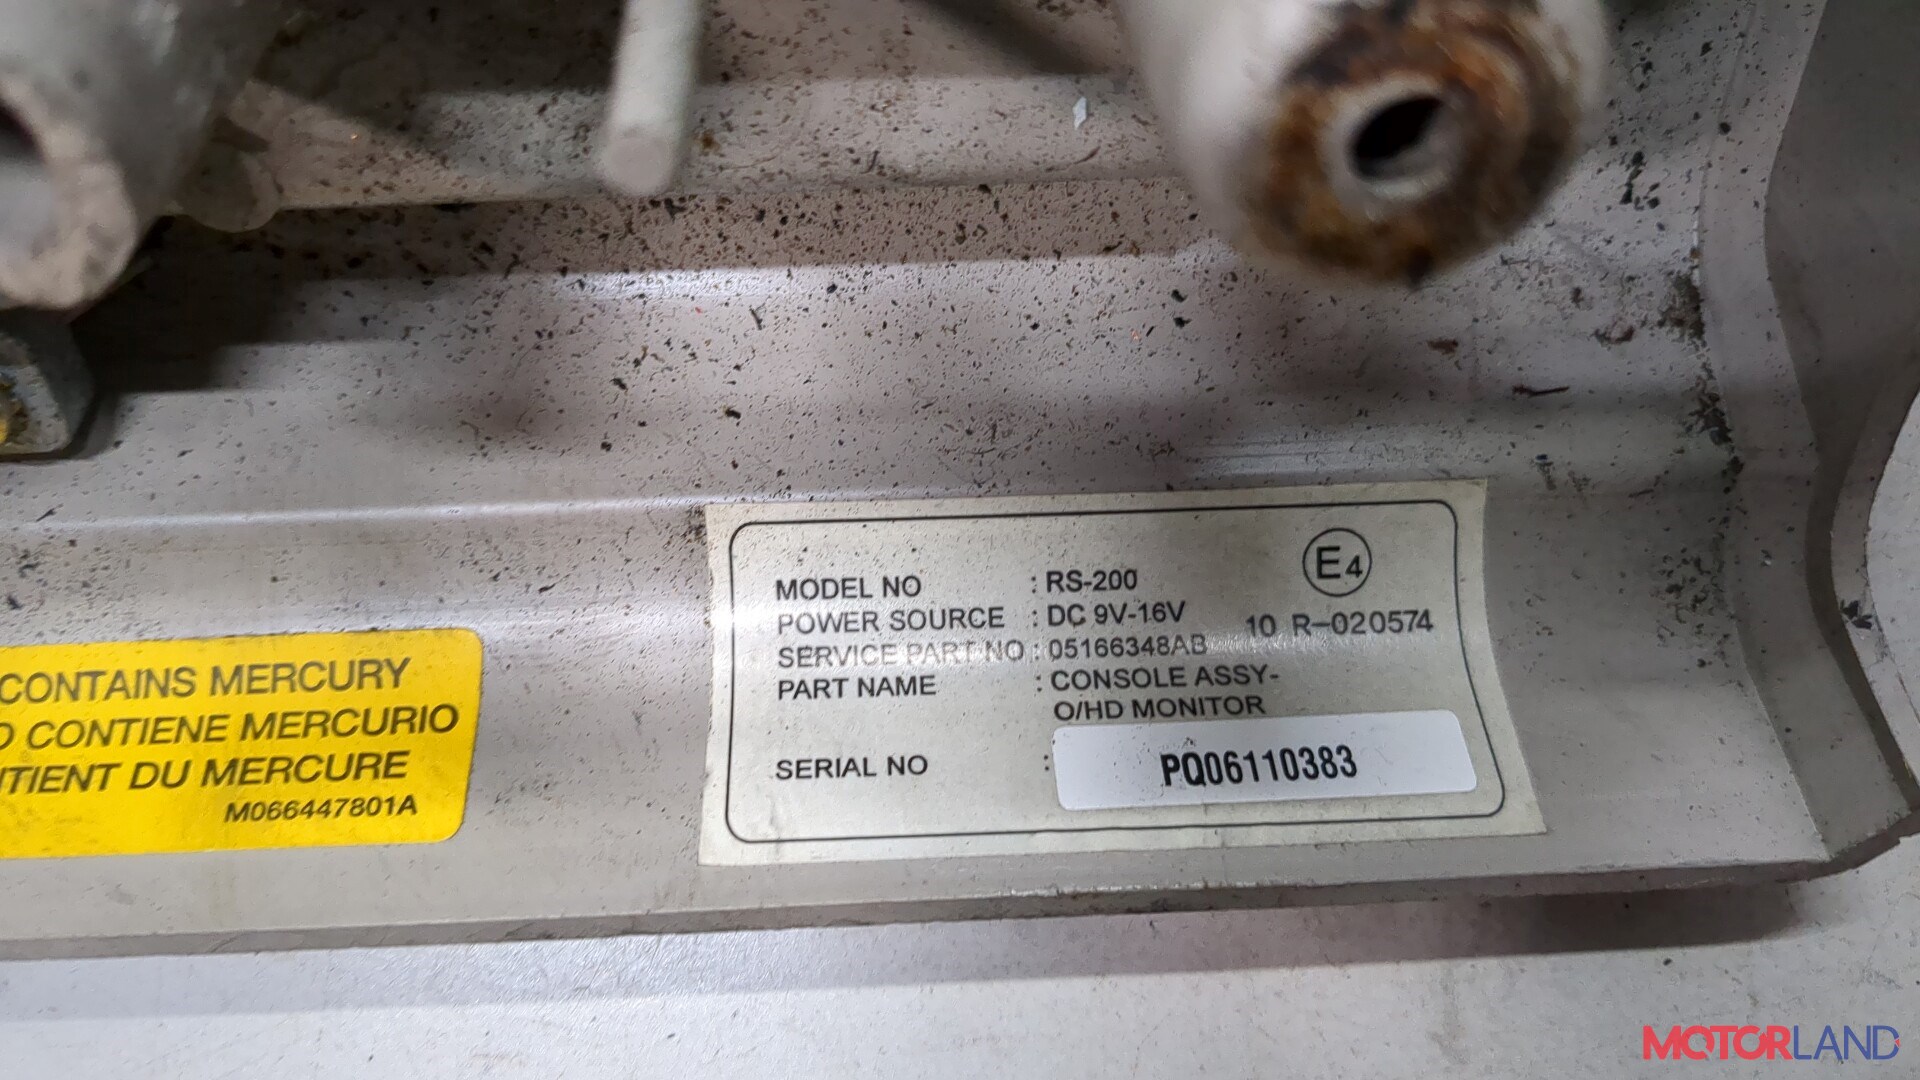 MODEL NO : RS-200
E4
POWER SOURCE : DC 9V-16V
10 R-020574
SERVICE PART NO : 05166348AB
PART NAME : CONSOLE ASSY-
O/HD MONITOR
SERIAL NO : PQ06110383
CONTAINS MERCURY
CONTIENE MERCURIO
DU MERCURE
M066447801A
MOTORLAND